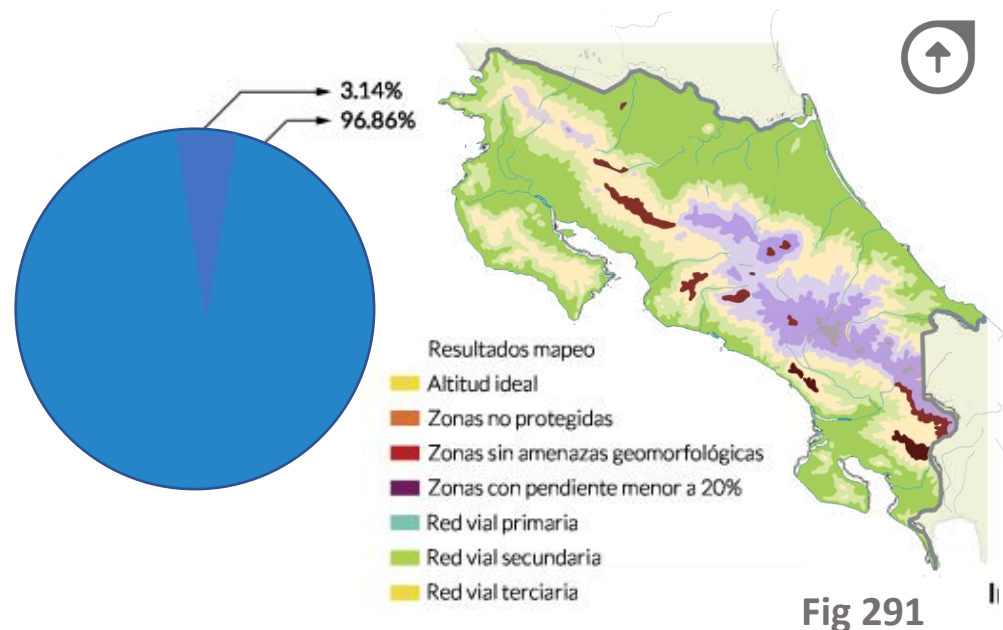 3.14%
96.86%
Resultados mapeo
Altitud ideal
Zonas no protegidas
Zonas sin amenazas geomorfológicas
Zonas con pendiente menor a 20%
Red vial primaria
Red vial secundaria
Red vial terciaria
Fig 291